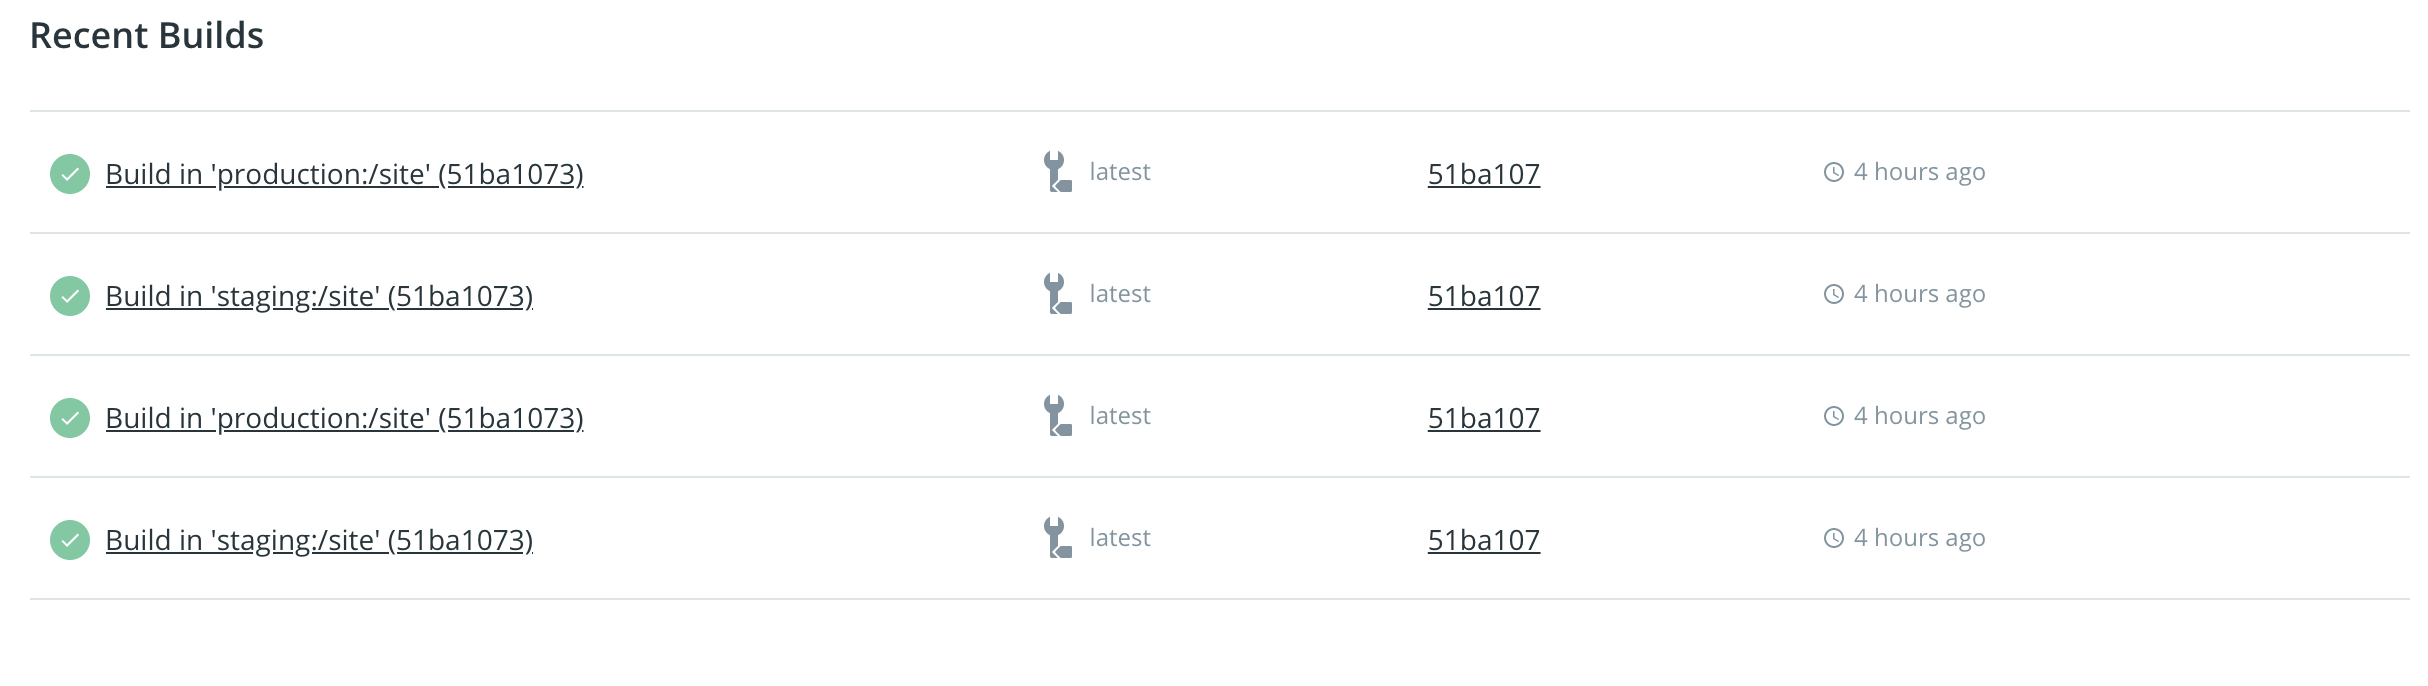 Recent Builds
Build in 'production:/site' (51ba1073) latest 51ba107 4 hours ago
Build in 'staging:/site' (51ba1073) latest 51ba107 4 hours ago
Build in 'production:/site' (51ba1073) latest 51ba107 4 hours ago
Build in 'staging:/site' (51ba1073) latest 51ba107 4 hours ago